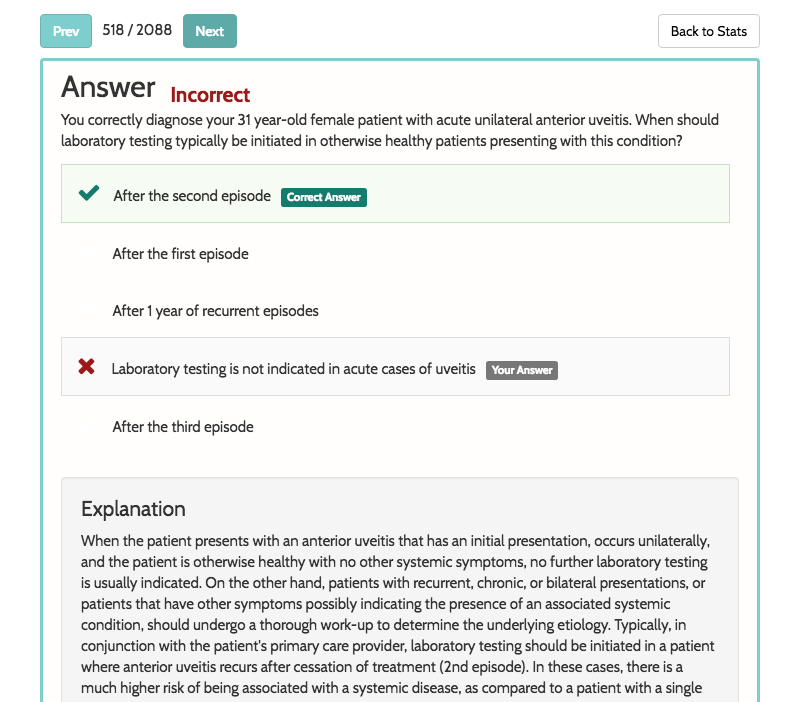 Prev 518 / 2088 Next Back to Stats
Answer Incorrect
You correctly diagnose your 31 year-old female patient with acute unilateral anterior uveitis. When should
laboratory testing typically be initiated in otherwise healthy patients presenting with this condition?
After the second episode Correct Answer
After the first episode
After 1 year of recurrent episodes
Laboratory testing is not indicated in acute cases of uveitis Your Answer
After the third episode
Explanation
When the patient presents with an anterior uveitis that has an initial presentation, occurs unilaterally,
and the patient is otherwise healthy with no other systemic symptoms, no further laboratory testing
is usually indicated. On the other hand, patients with recurrent, chronic, or bilateral presentations, or
patients that have other symptoms possibly indicating the presence of an associated systemic
condition, should undergo a thorough work-up to determine the underlying etiology. Typically, in
conjunction with the patient's primary care provider, laboratory testing should be initiated in a patient
where anterior uveitis recurs after cessation of treatment (2nd episode). In these cases, there is a
much higher risk of being associated with a systemic disease, as compared to a patient with a single